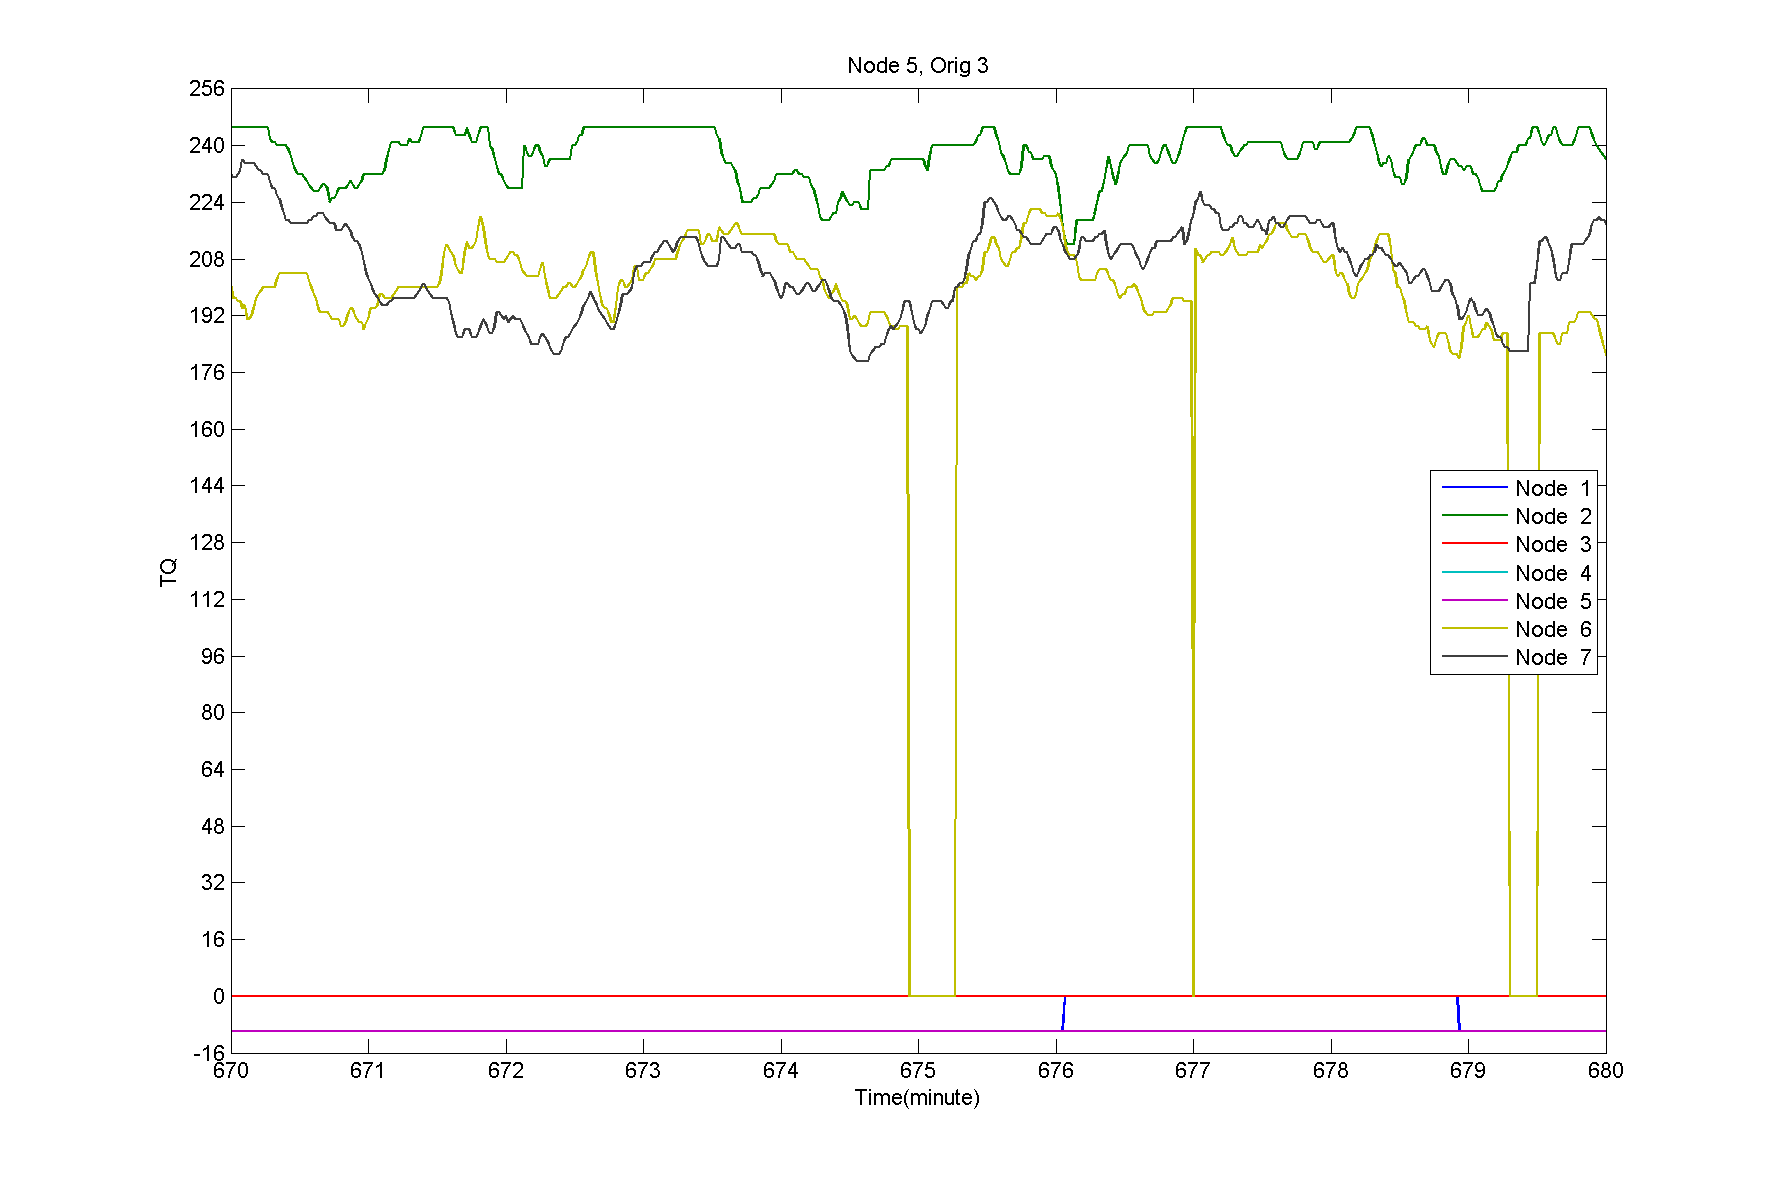 Node 5, Orig 3
256
240
224
208
192
176
160
144
128
112
96
80
64
48
32
16
0
-16
TQ
Node 1
Node 2
Node 3
Node 4
Node 5
Node 6
Node 7
670 671 672 673 674 675 676 677 678 679 680
Time(minute)